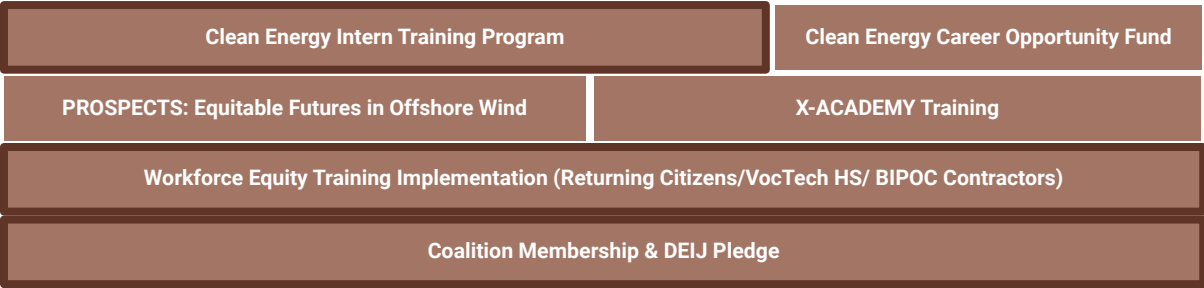 Clean Energy Intern Training Program
Clean Energy Career Opportunity Fund
PROSPECTS: Equitable Futures in Offshore Wind
X-ACADEMY Training
Workforce Equity Training Implementation (Returning Citizens/VocTech HS/ BIPOC Contractors)
Coalition Membership & DEIJ Pledge